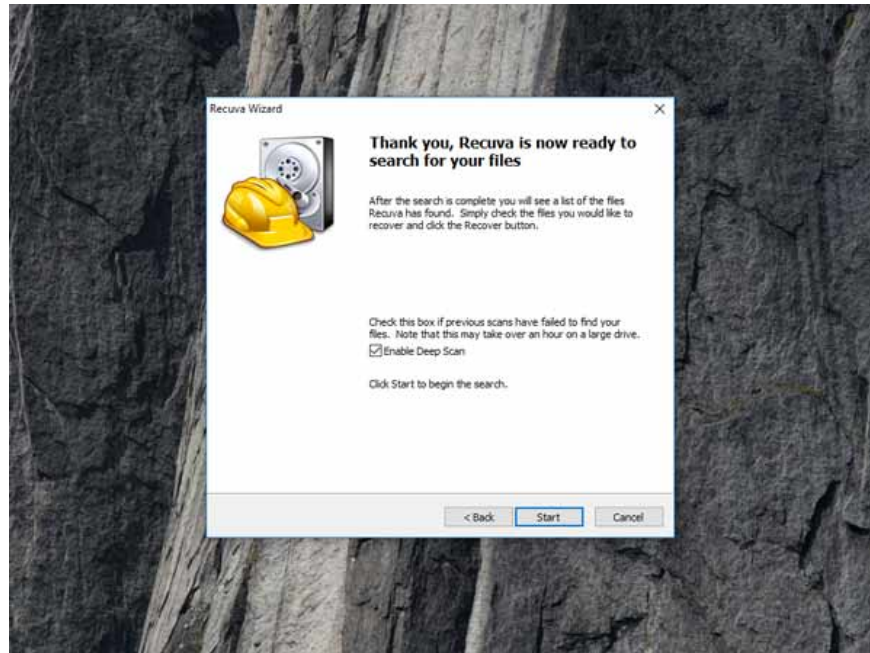 Recuva Wizard
Thank you, Recuva is now ready to
search for your files
After the search is complete you will see a list of the files
Recuva has found. Simply check the files you would like to
recover and click the Recover button.
Check this box if previous scans have failed to find your
files. Note that this may take over an hour on a large drive.
Enable Deep Scan
Click Start to begin the search.
< Back
Start
Cancel